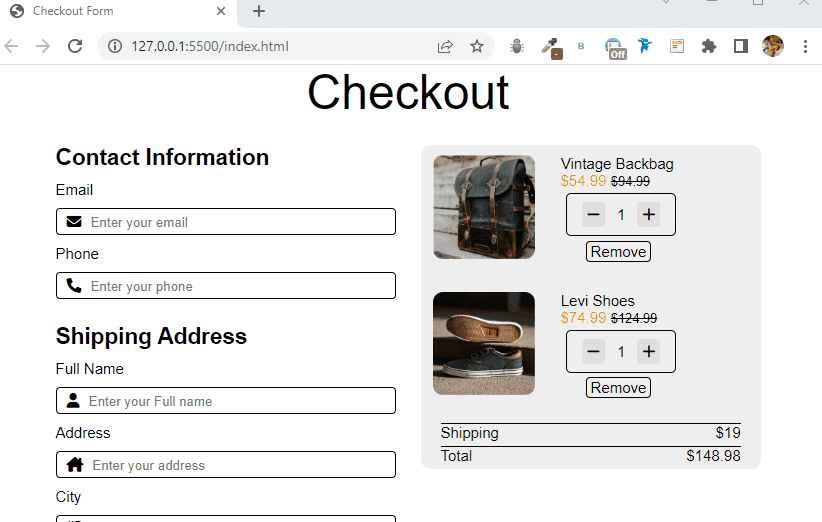 Checkout Form
127.0.0.1:5500/index.html
Off
Checkout
Contact Information
Email
Enter your email
Phone
Enter your phone
Shipping Address
Full Name
Enter your Full name
Address
Enter your address
City
Vintage Backbag
$54.99 $94.99
− 1 +
Remove
Levi Shoes
$74.99 $124.99
− 1 +
Remove
Shipping $19
Total $148.98